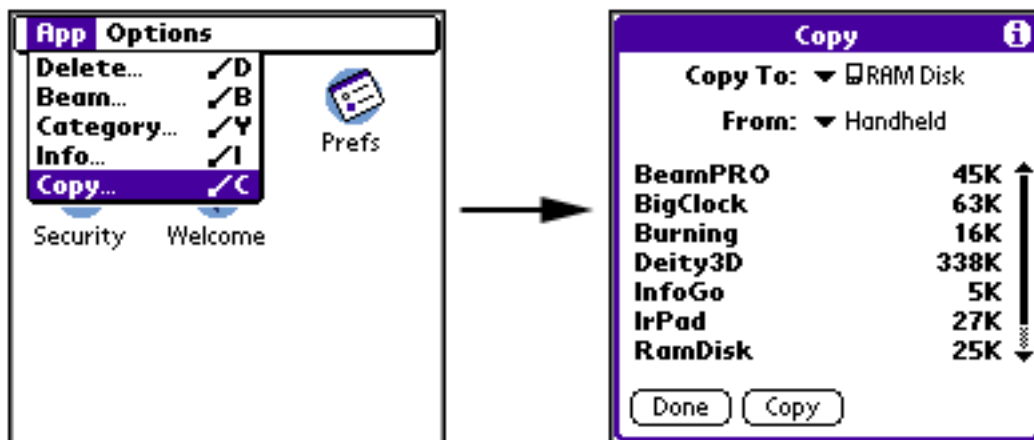 App Options
Delete... ⁄D
Beam... ⁄B
Category... ⁄Y
Info... ⁄I
Copy... ⁄C
Prefs
Security Welcome
Copy
Copy To: RAM Disk
From: Handheld
BeamPRO 45K
BigClock 63K
Burning 16K
Deity3D 338K
InfoGo 5K
IrPad 27K
RamDisk 25K
Done Copy